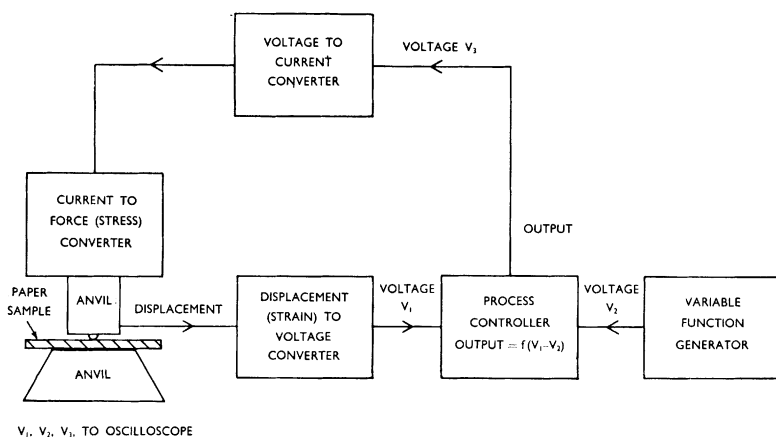 VOLTAGE TO
CURRENT
CONVERTER
VOLTAGE V₃
CURRENT TO
FORCE (STRESS)
CONVERTER
OUTPUT
PAPER
SAMPLE
ANVIL
DISPLACEMENT
DISPLACEMENT
(STRAIN) TO
VOLTAGE
CONVERTER
VOLTAGE
V₁
PROCESS
CONTROLLER
OUTPUT = f(V₁-V₂)
VOLTAGE
V₂
VARIABLE
FUNCTION
GENERATOR
ANVIL
V₁, V₂, V₃, TO OSCILLOSCOPE